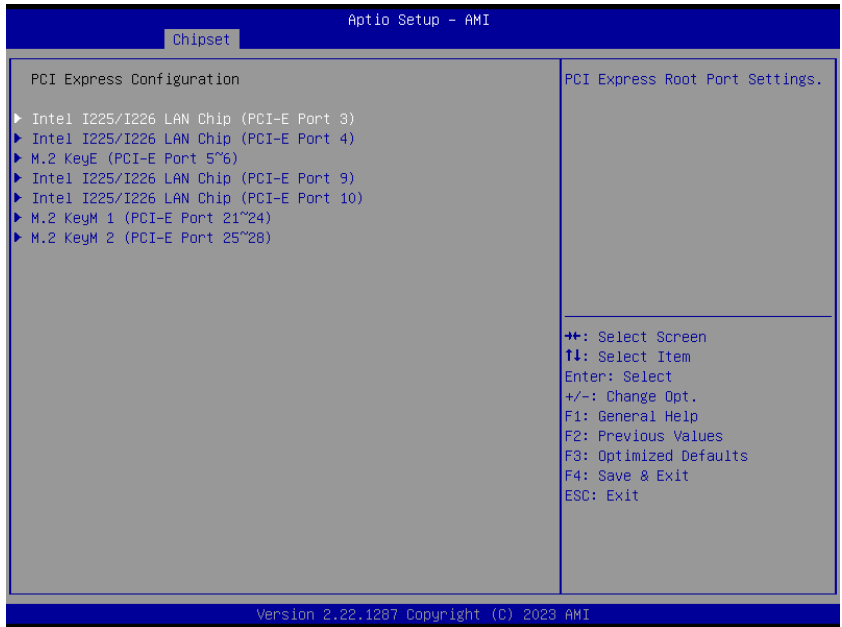 Aptio Setup - AMI
Chipset
PCI Express Configuration
Intel I225/I226 LAN Chip (PCI-E Port 3)
Intel I225/I226 LAN Chip (PCI-E Port 4)
M.2 KeyE (PCI-E Port 5~6)
Intel I225/I226 LAN Chip (PCI-E Port 9)
Intel I225/I226 LAN Chip (PCI-E Port 10)
M.2 KeyM 1 (PCI-E Port 21~24)
M.2 KeyM 2 (PCI-E Port 25~28)
PCI Express Root Port Settings.
→←: Select Screen
↑↓: Select Item
Enter: Select
+/-: Change Opt.
F1: General Help
F2: Previous Values
F3: Optimized Defaults
F4: Save & Exit
ESC: Exit
Version 2.22.1287 Copyright (C) 2023 AMI